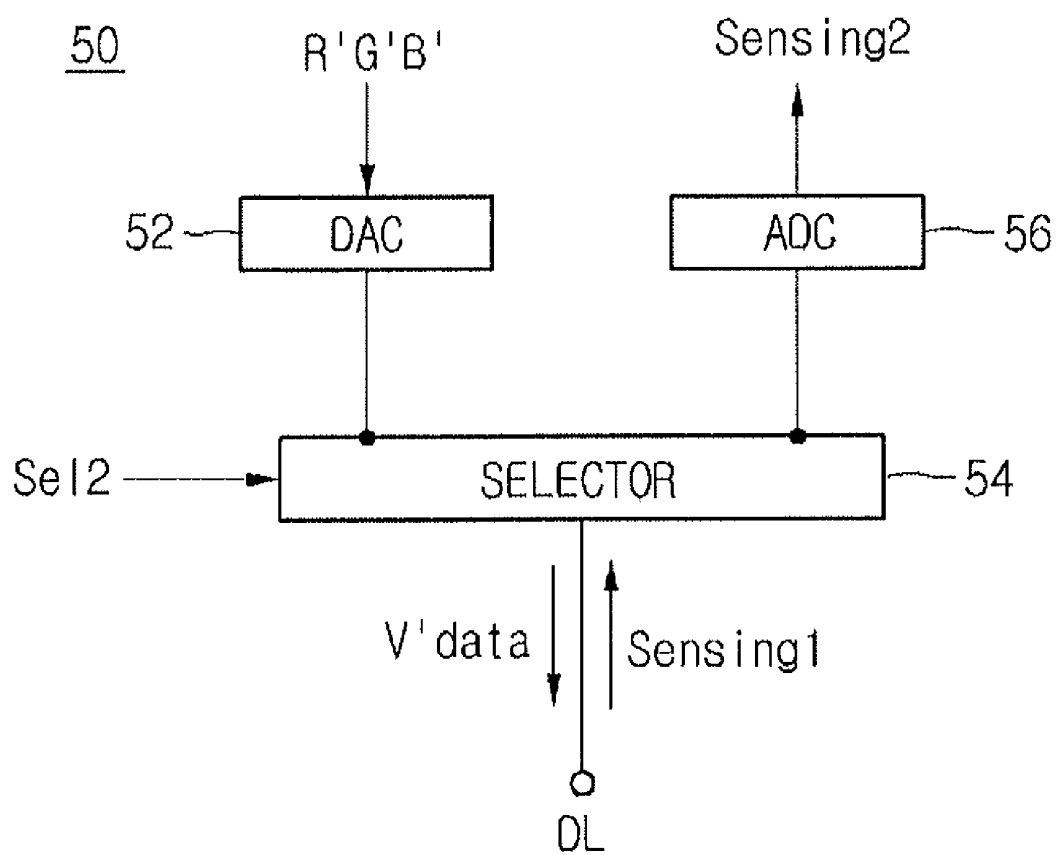 50
R'G'B'
Sensing2
52
DAC
ADC
56
Sel2
SELECTOR
54
V'data
Sensing1
DL